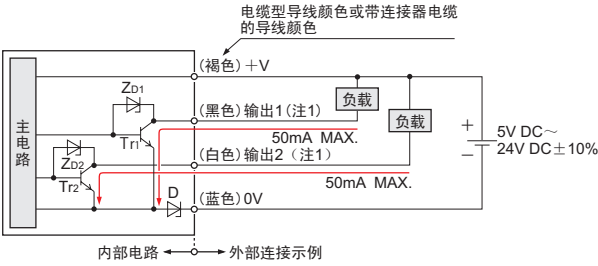 电缆型导线颜色或带连接器电缆
的导线颜色
(褐色)＋V
ZD1
(黑色)输出1(注1)
负载
负载
主电路
Tr1
50mA MAX.
＋
5V DC～
(白色)输出2（注1）
－
24V DC±10%
ZD2
Tr2
50mA MAX.
D
(蓝色)0V
内部电路
外部连接示例